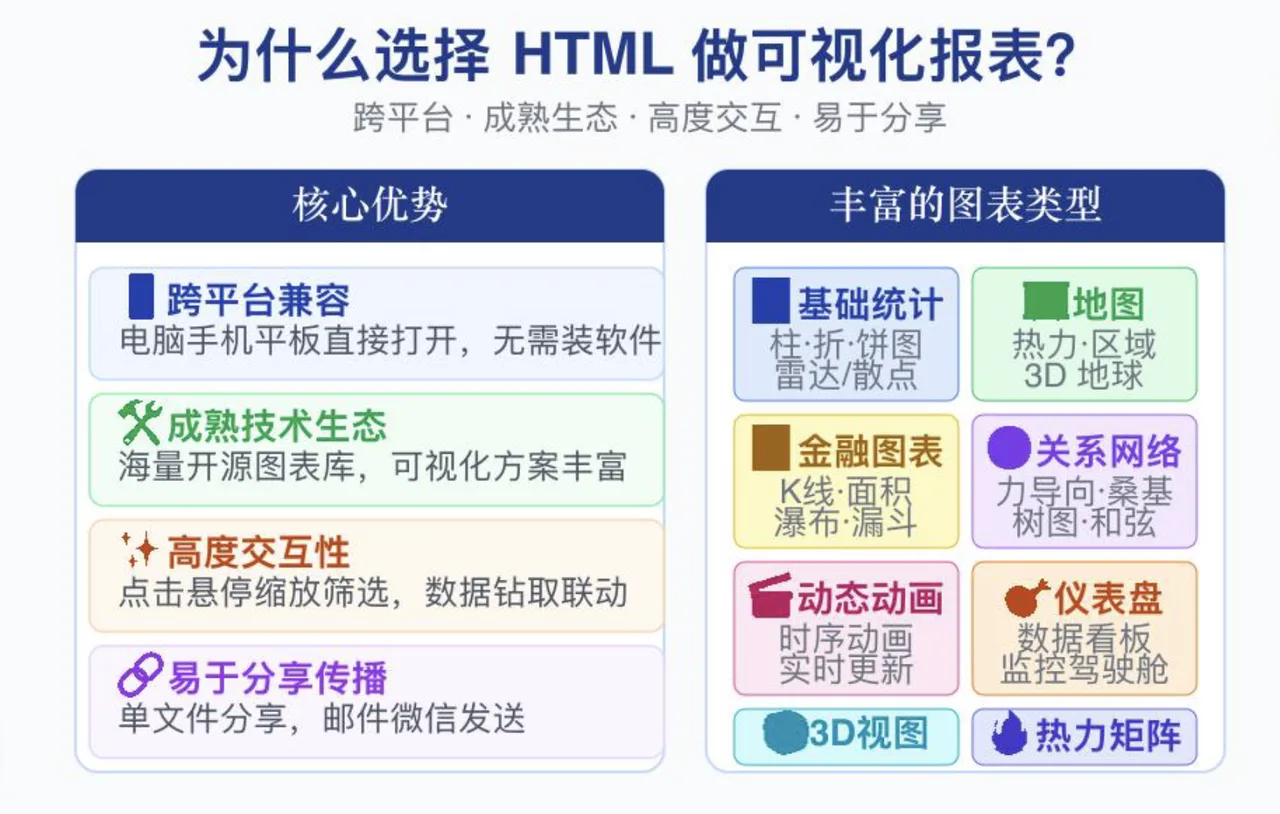 为什么选择 HTML 做可视化报表?
跨平台 · 成熟生态 · 高度交互 · 易于分享
核心优势
跨平台兼容
电脑手机平板直接打开，无需装软件
成熟技术生态
海量开源图表库，可视化方案丰富
高度交互性
点击悬停缩放筛选，数据钻取联动
易于分享传播
单文件分享，邮件微信发送
丰富的图表类型
基础统计
柱·折·饼图
雷达/散点
地图
热力·区域
3D 地球
金融图表
K线·面积
瀑布·漏斗
关系网络
力导向·桑基
树图·和弦
动态动画
时序动画
实时更新
仪表盘
数据看板
监控驾驶舱
3D视图
热力矩阵